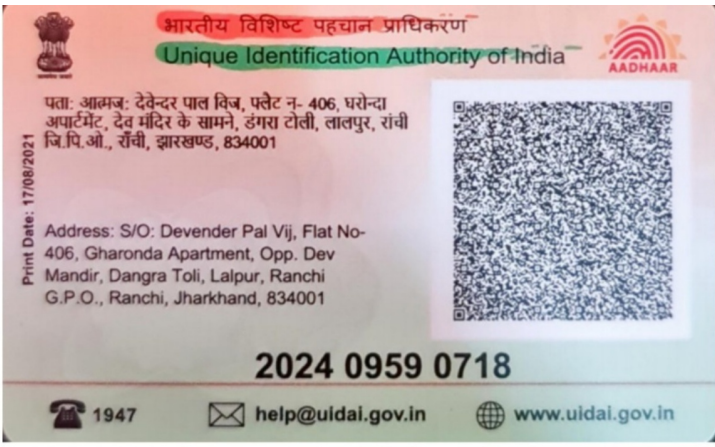 भारतीय विशिष्ट पहचान प्राधिकरण
Unique Identification Authority of India
AADHAAR
पता: आत्मज: देवेन्दर पाल विज, फ्लैट न- 406, घरोन्दा
अपार्टमेंट, देव मंदिर के सामने, डंगरा टोली, लालपुर, रांची
जि.पि.ओ., राँची, झारखण्ड, 834001
Print Date: 17/08/2021
Address: S/O: Devender Pal Vij, Flat No-
406, Gharonda Apartment, Opp. Dev
Mandir, Dangra Toli, Lalpur, Ranchi
G.P.O., Ranchi, Jharkhand, 834001
2024 0959 0718
1947
help@uidai.gov.in
www.uidai.gov.in